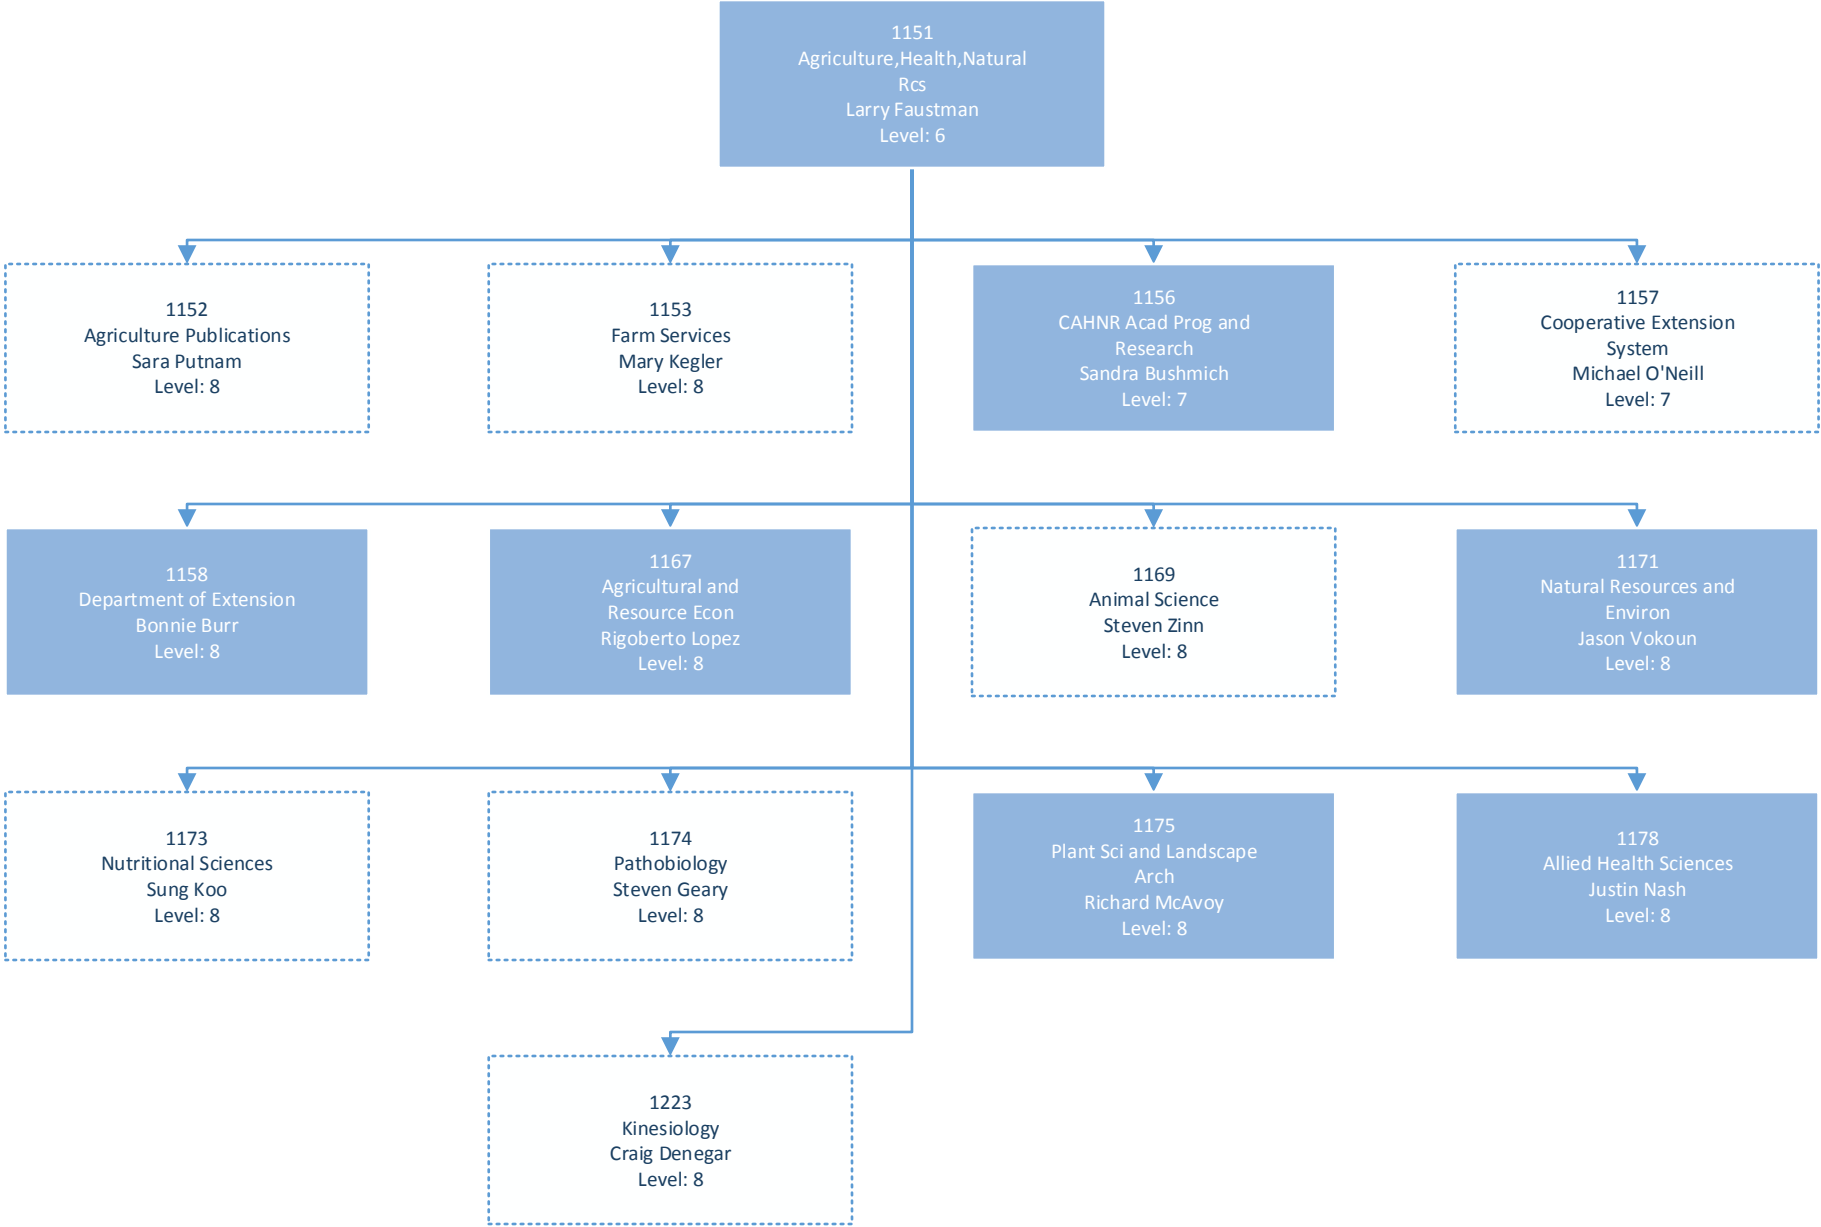 1151
Agriculture,Health,Natural
Rcs
Larry Faustman
Level: 6
1152
Agriculture Publications
Sara Putnam
Level: 8
1153
Farm Services
Mary Kegler
Level: 8
1156
CAHNR Acad Prog and
Research
Sandra Bushmich
Level: 7
1157
Cooperative Extension
System
Michael O'Neill
Level: 7
1158
Department of Extension
Bonnie Burr
Level: 8
1167
Agricultural and
Resource Econ
Rigoberto Lopez
Level: 8
1169
Animal Science
Steven Zinn
Level: 8
1171
Natural Resources and
Environ
Jason Vokoun
Level: 8
1173
Nutritional Sciences
Sung Koo
Level: 8
1174
Pathobiology
Steven Geary
Level: 8
1175
Plant Sci and Landscape
Arch
Richard McAvoy
Level: 8
1178
Allied Health Sciences
Justin Nash
Level: 8
1223
Kinesiology
Craig Denegar
Level: 8